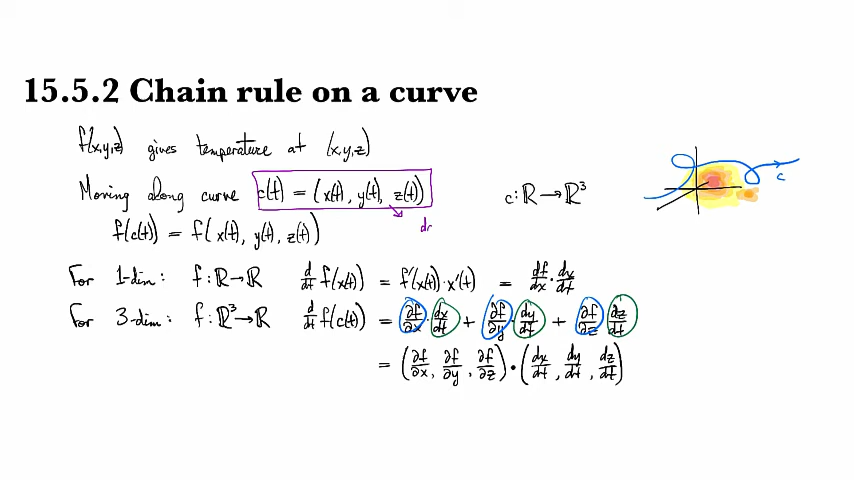 15.5.2 Chain rule on a curve
f(x,y,z) gives temperature at (x,y,z)
Moving along curve c(t) = (x(t), y(t), z(t)) c: ℝ → ℝ³
c
f(c(t)) = f(x(t), y(t), z(t))
For 1-dim: f: ℝ → ℝ d/dt f(x(t)) = f'(x(t)) · x'(t) = df/dx · dx/dt
For 3-dim: f: ℝ³ → ℝ d/dt f(c(t)) = ∂f/∂x · dx/dt + ∂f/∂y · dy/dt + ∂f/∂z · dz/dt
= (∂f/∂x, ∂f/∂y, ∂f/∂z) · (dx/dt, dy/dt, dz/dt)